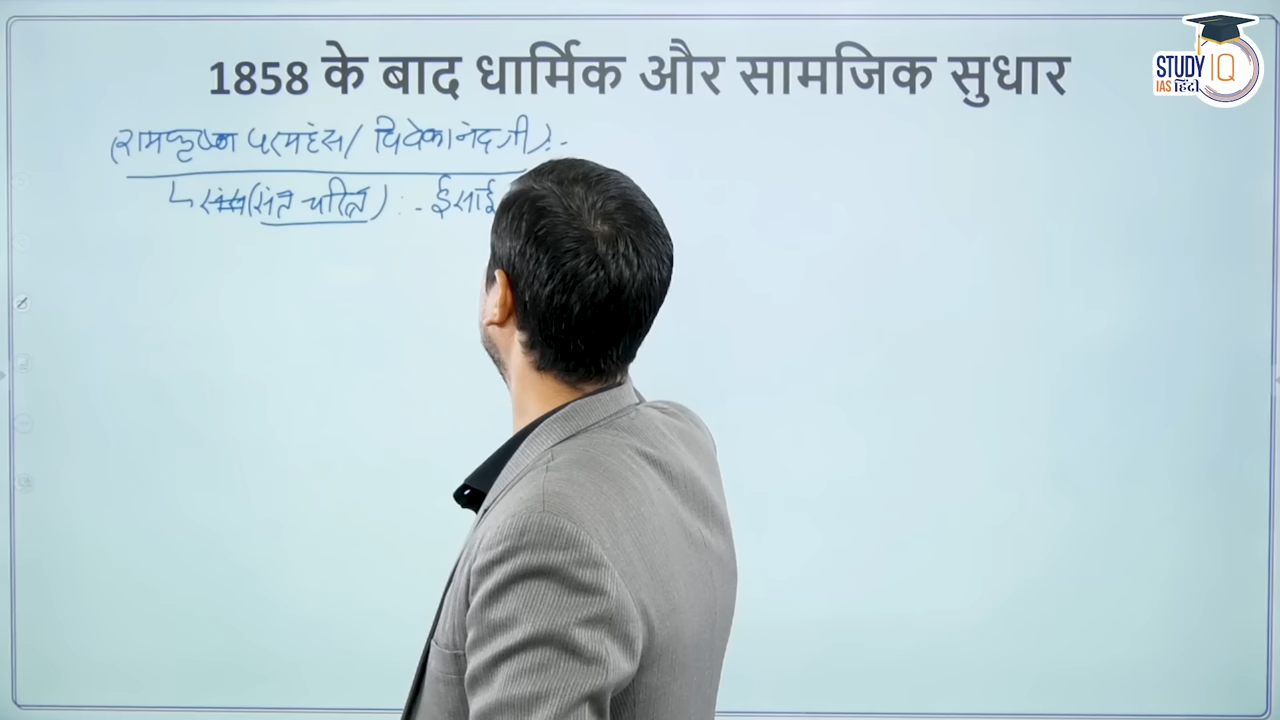 1858 के बाद धार्मिक और सामजिक सुधार
STUDY IQ
IAS हिंदी
(रामकृष्ण परमहंस/ विवेकानंद जी):-
(संत चरित्र) :- ईसाई